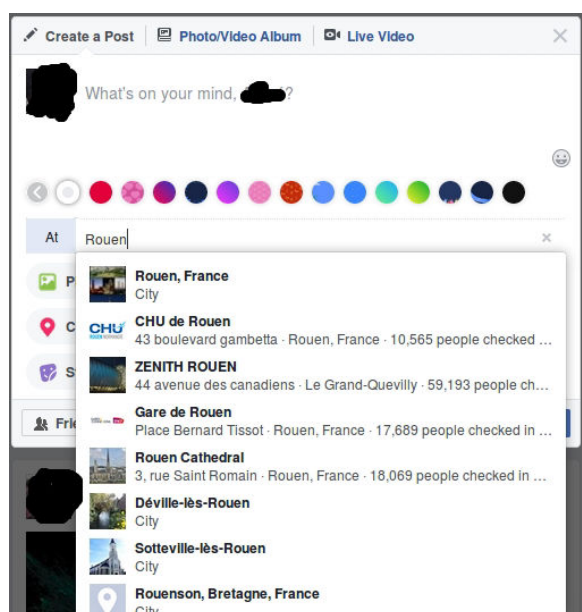 Create a Post Photo/Video Album Live Video
What's on your mind, ?
At Rouen
Rouen, France
City
P
CHU de Rouen
43 boulevard gambetta · Rouen, France · 10,565 people checked ...
C
CHU
ZENITH ROUEN
44 avenue des canadiens · Le Grand-Quevilly · 59,193 people ch...
S
Gare de Rouen
Place Bernard Tissot · Rouen, France · 17,689 people checked in ...
Frie
Rouen Cathedral
3, rue Saint Romain · Rouen, France · 18,069 people checked in ...
Déville-lès-Rouen
City
Sotteville-lès-Rouen
City
Rouenson, Bretagne, France
City